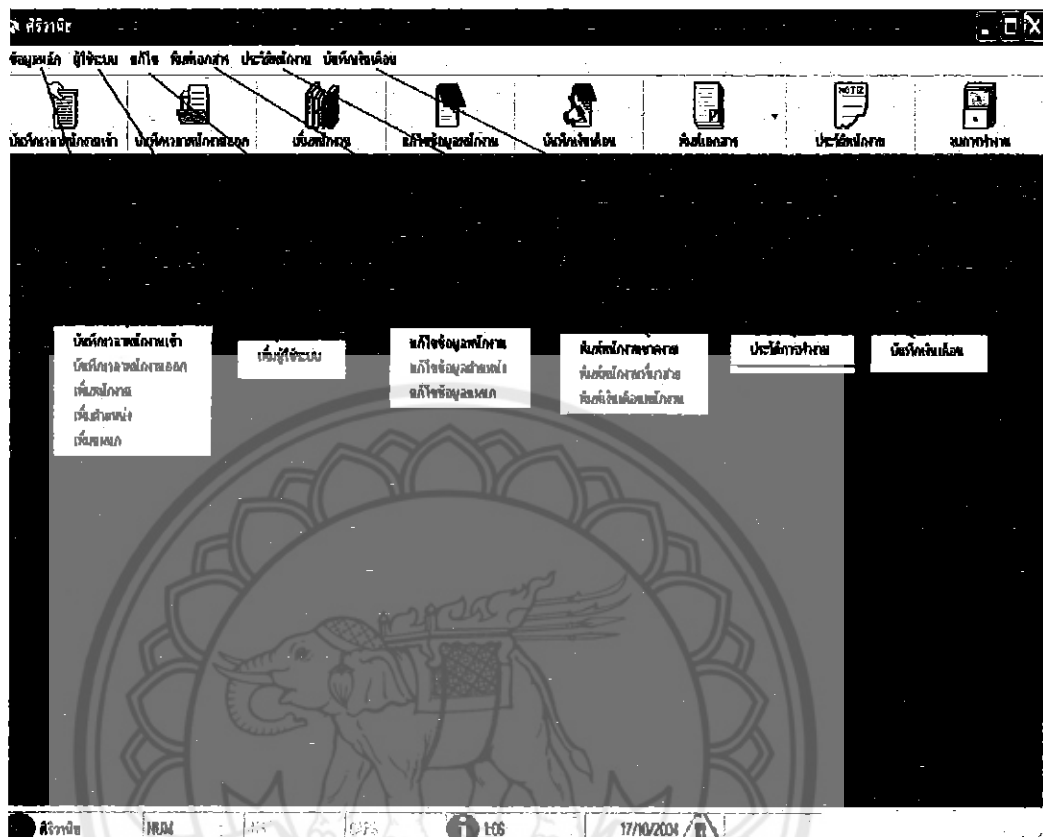 ศิริวานิช
ข้อมูลหลัก ผู้ใช้ระบบ แก้ไข พิมพ์เอกสาร ประวัติพนักงาน บันทึกเงินเดือน
บันทึกเวลาพนักงานเข้า บันทึกเวลาพนักงานออก เพิ่มพนักงาน แก้ไขข้อมูลพนักงาน บันทึกเงินเดือน พิมพ์เอกสาร ประวัติพนักงาน จบการทำงาน
บันทึกเวลาพนักงานเข้า
บันทึกเวลาพนักงานออก
เพิ่มพนักงาน
เพิ่มตำแหน่ง
เพิ่มแผนก
เพิ่มผู้ใช้ระบบ
แก้ไขข้อมูลพนักงาน
แก้ไขข้อมูลตำแหน่ง
แก้ไขข้อมูลแผนก
พิมพ์พนักงานขาดงาน
พิมพ์พนักงานที่มาสาย
พิมพ์เงินเดือนพนักงาน
ประวัติการทำงาน
บันทึกเงินเดือน
ศิริวานิช NUM CAPS 1:06 17/10/2004